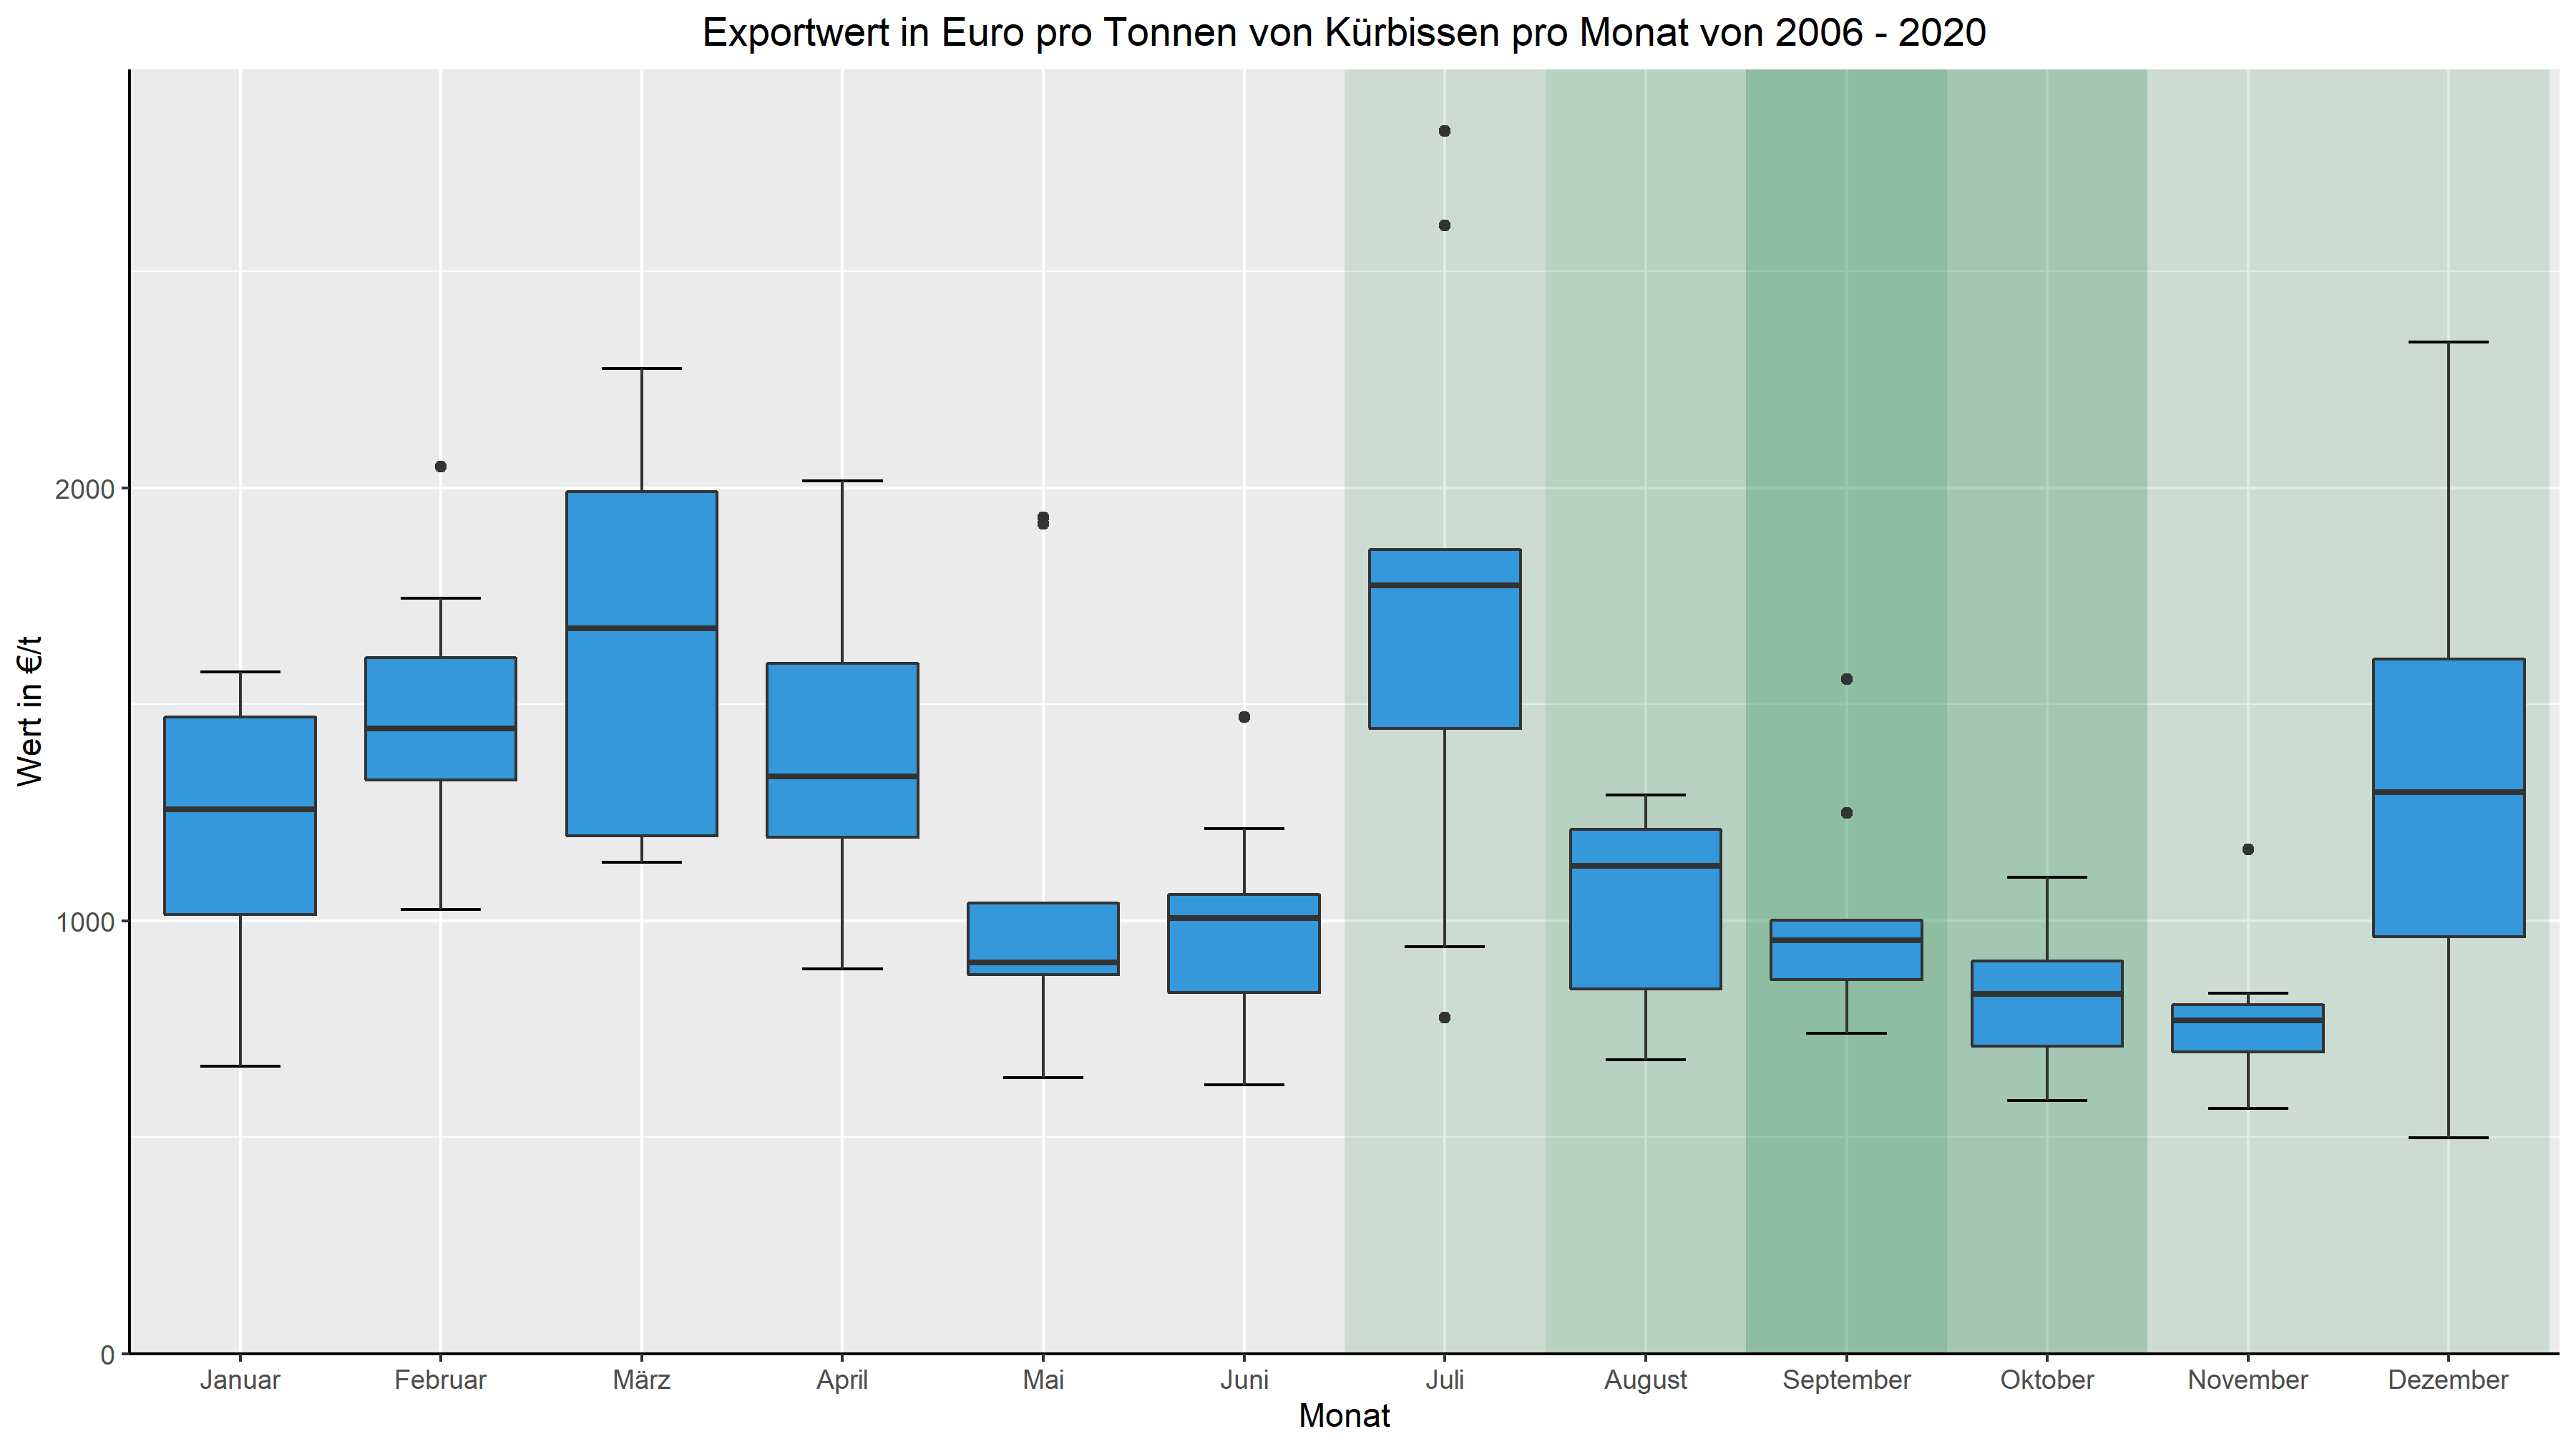 Exportwert in Euro pro Tonnen von Kürbissen pro Monat von 2006 - 2020
Wert in €/t
2000
1000
0
Januar Februar März April Mai Juni Juli August September Oktober November Dezember
Monat